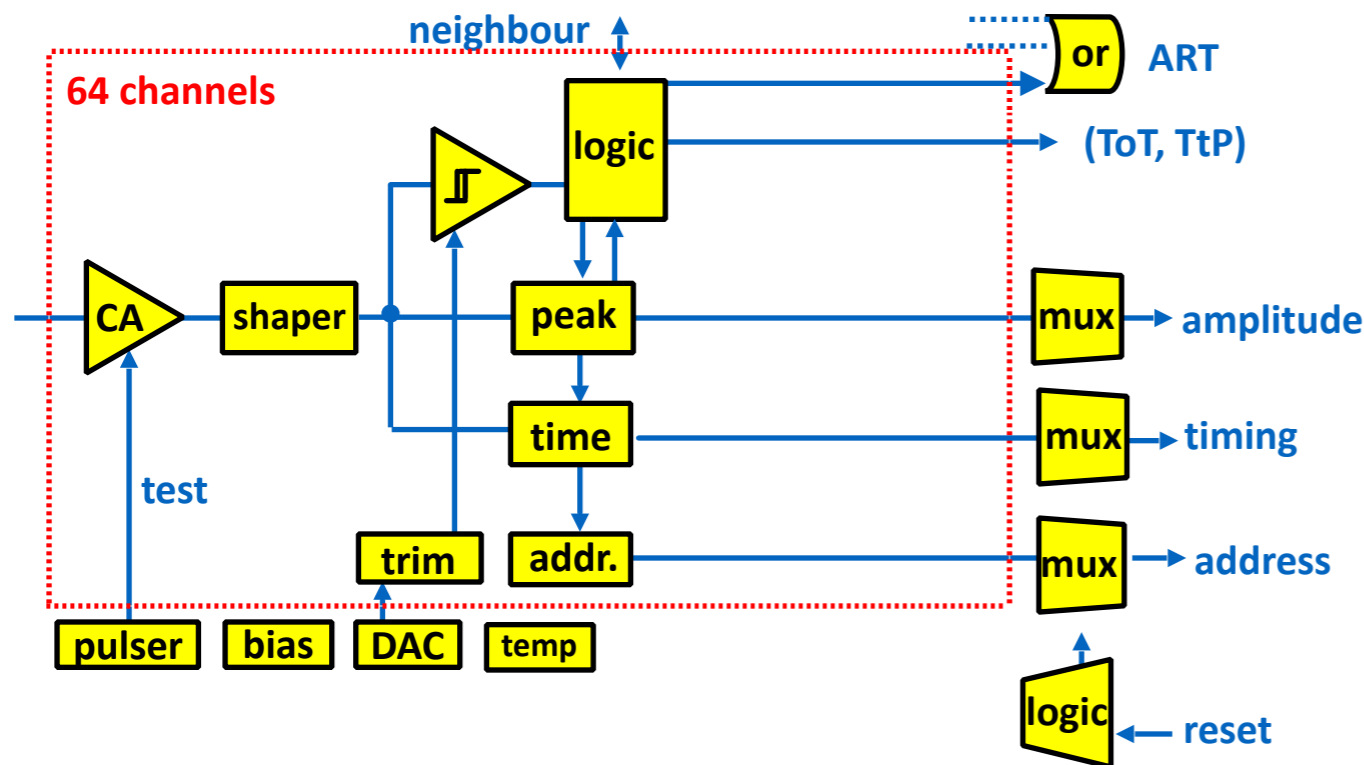 neighbour
or
ART
64 channels
logic
(ToT, TtP)
CA
shaper
peak
mux
amplitude
time
mux
timing
test
trim
addr.
mux
address
pulser
bias
DAC
temp
logic
reset